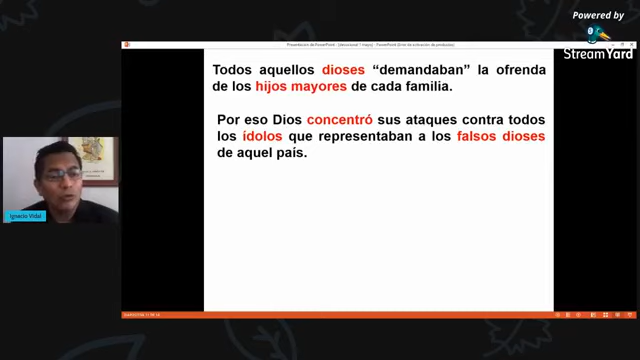 Powered by
StreamYard
Presentación de PowerPoint - [devocional 1 mayo] - PowerPoint (Error de activación de productos)
Todos aquellos dioses “demandaban” la ofrenda
de los hijos mayores de cada familia.
Por eso Dios concentró sus ataques contra todos
los ídolos que representaban a los falsos dioses
de aquel país.
Ignacio Vidal